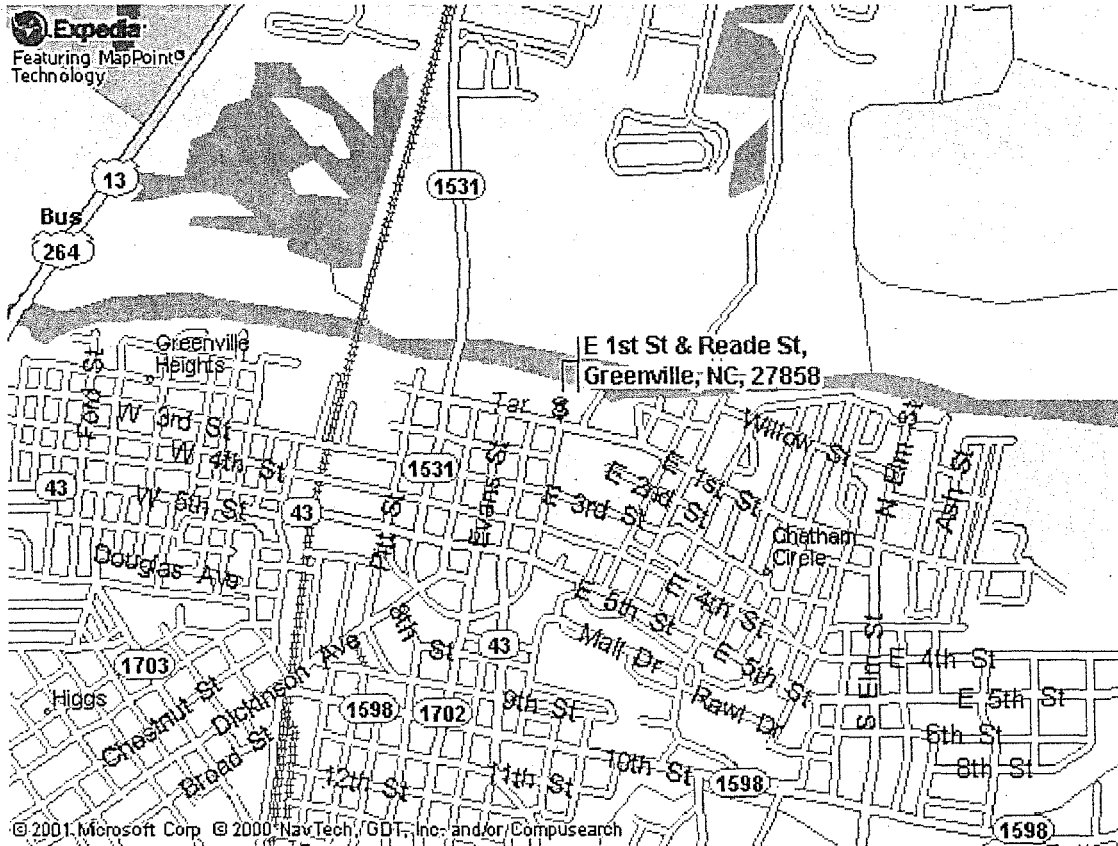 Expedia
Featuring MapPoint®
Technology
13
1531
Bus
264
E 1st St & Reade St,
Greenville, NC, 27858
Greenville
Heights
Ford St
Tar
W 3rd St
Willow St
N Elm St
W 4th St
1531
Evans St
E 1st St
Ash St
43
E 2nd St
W 5th St
43
Pitt St
E 3rd St
Chatham
Circle
Douglas Ave
E 5th St
E 4th St
8th St
43
Mall Dr
E 5th St
S Elm St
E 4th St
1703
Higgs
Chestnut St
Dickinson Ave
1598
1702
9th St
Rawl Dr
E 5th St
6th St
Broad St
12th St
11th St
10th St
1598
8th St
© 2001 Microsoft Corp © 2000 NavTech, GDT, Inc. and/or Compusearch
1598